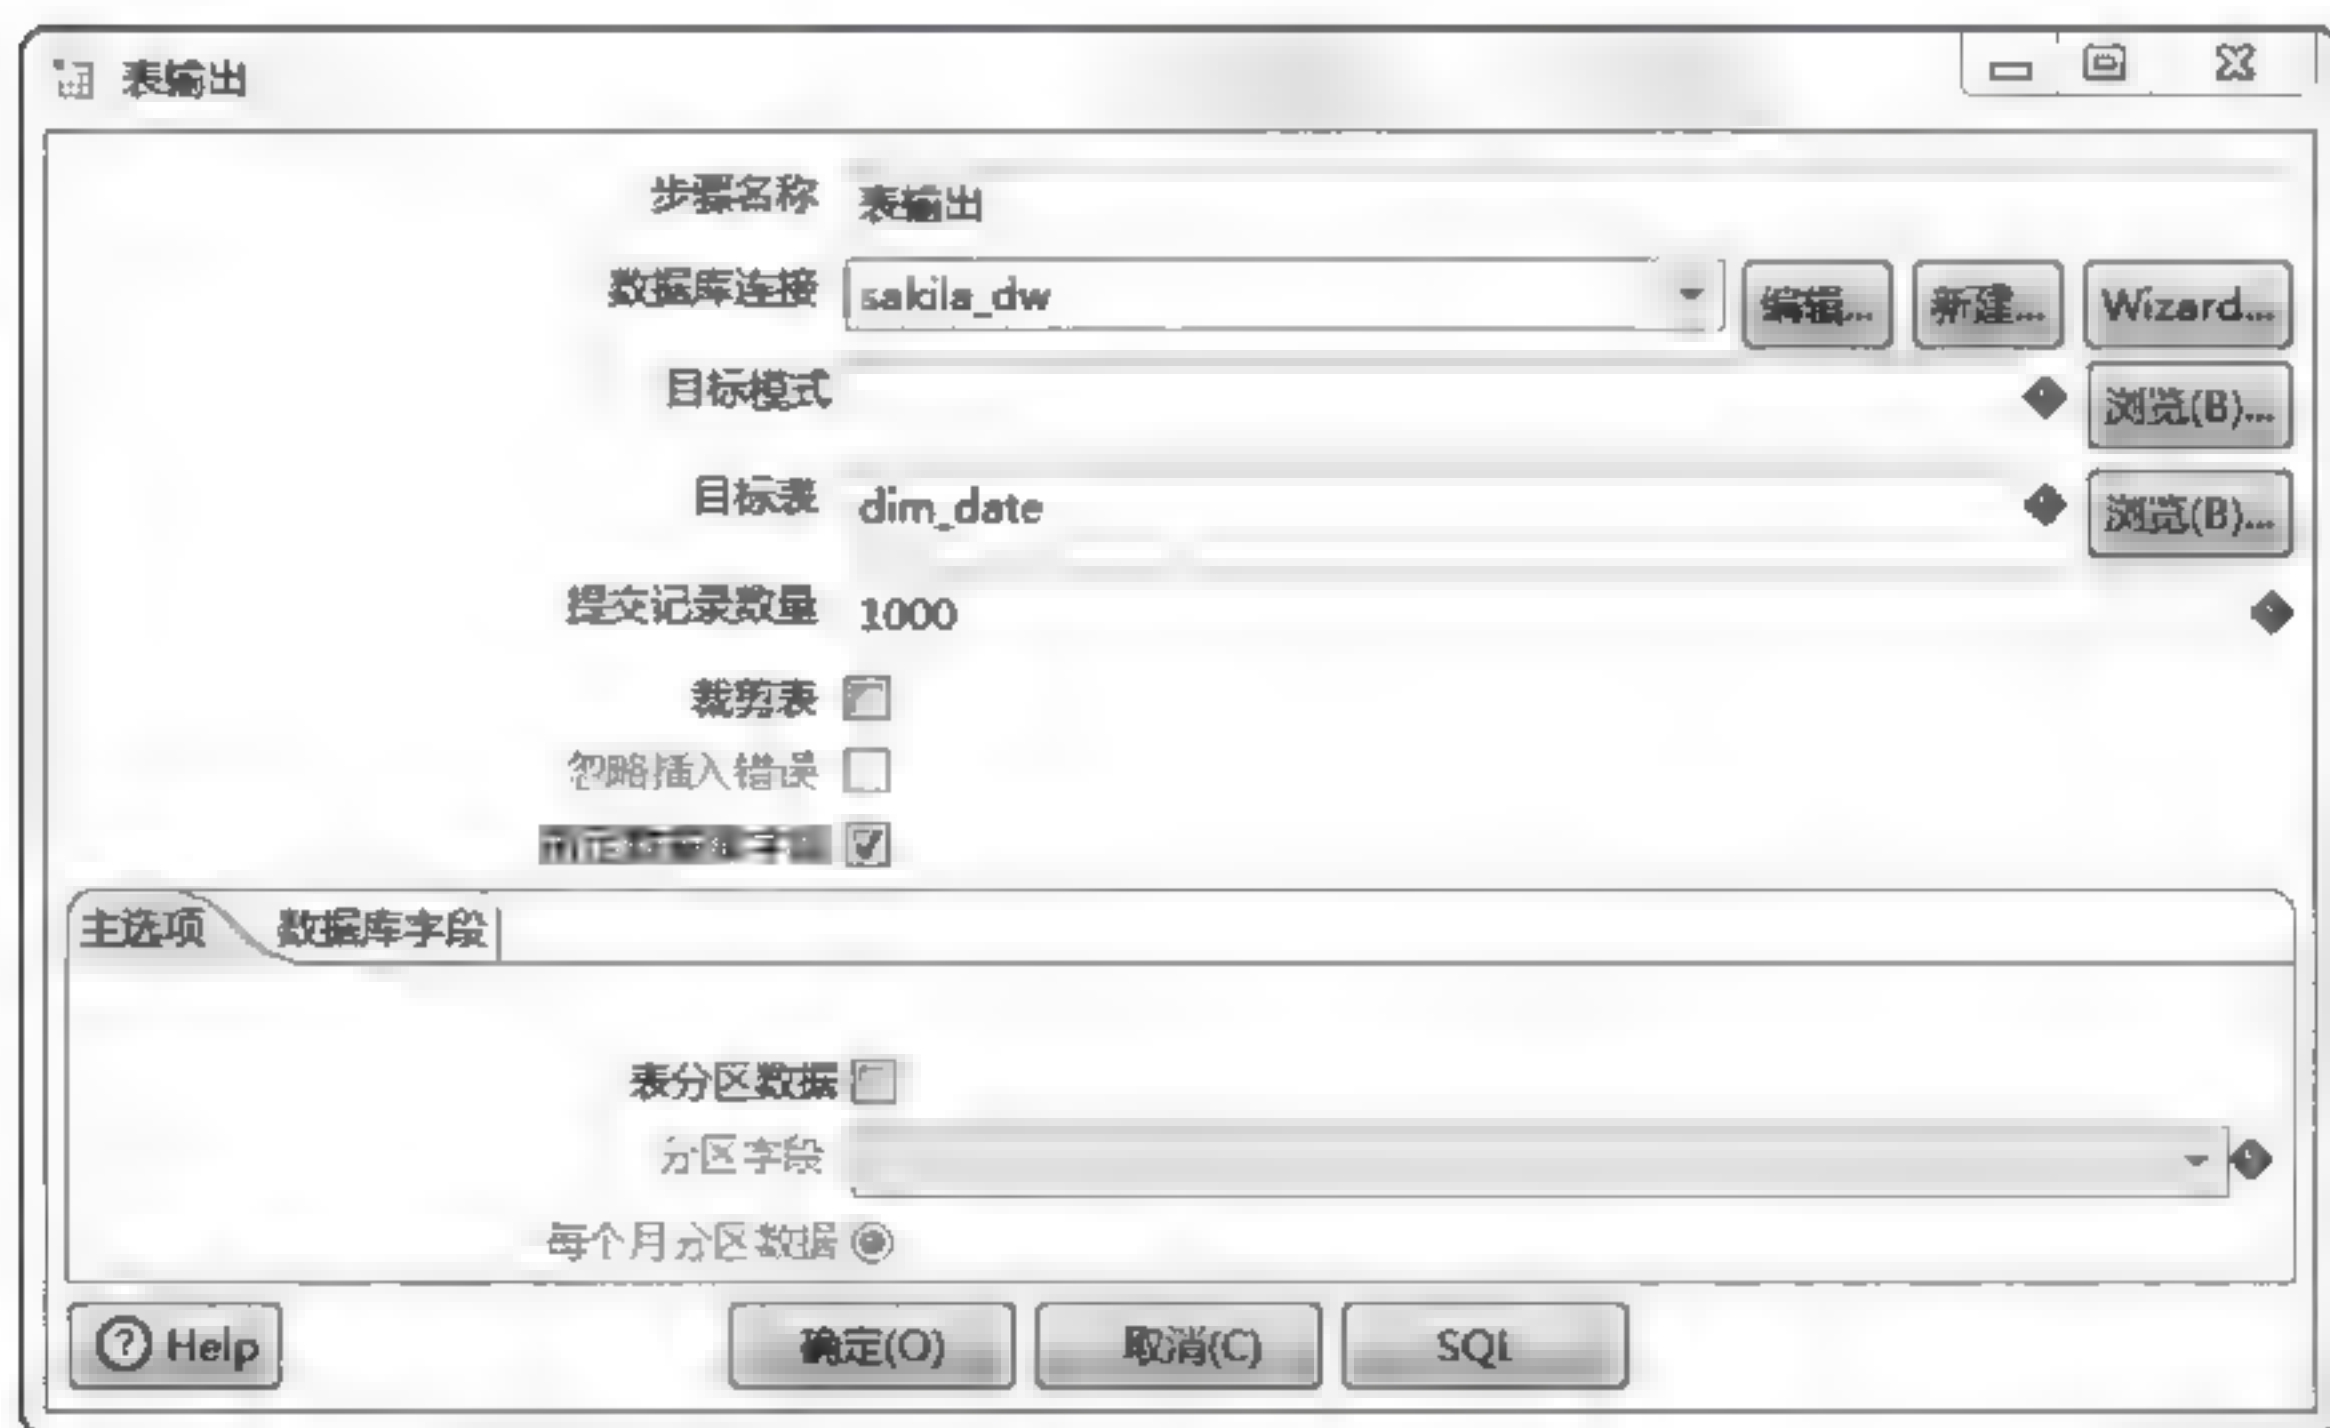 表输出
步骤名称 表输出
数据库连接 sakila_dw 编辑... 新建... Wizard...
目标模式 浏览(B)...
目标表 dim_date 浏览(B)...
提交记录数量 1000
裁剪表
忽略插入错误
主选项 数据库字段
表分区数据
分区字段
每个月分区数据
Help 确定(O) 取消(C) SQL